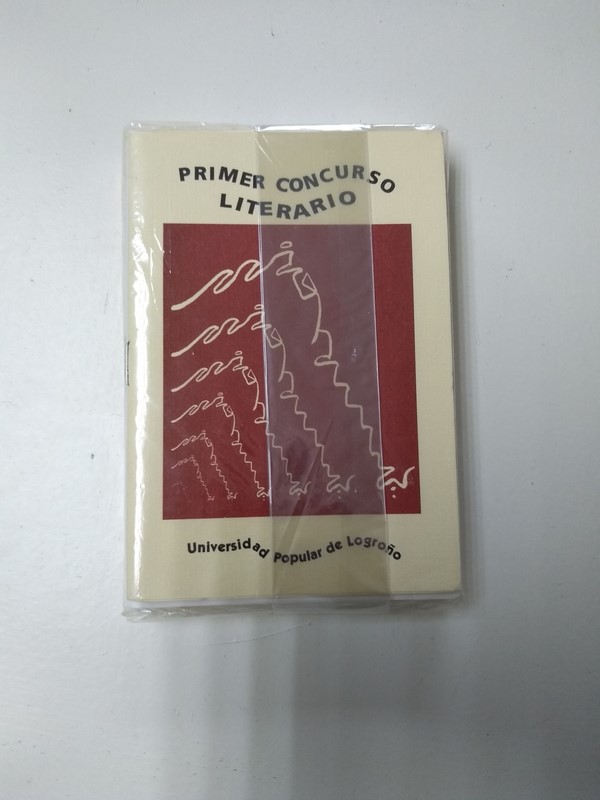 PRIMER CONCURSO
LITERARIO
Universidad Popular de Logroño